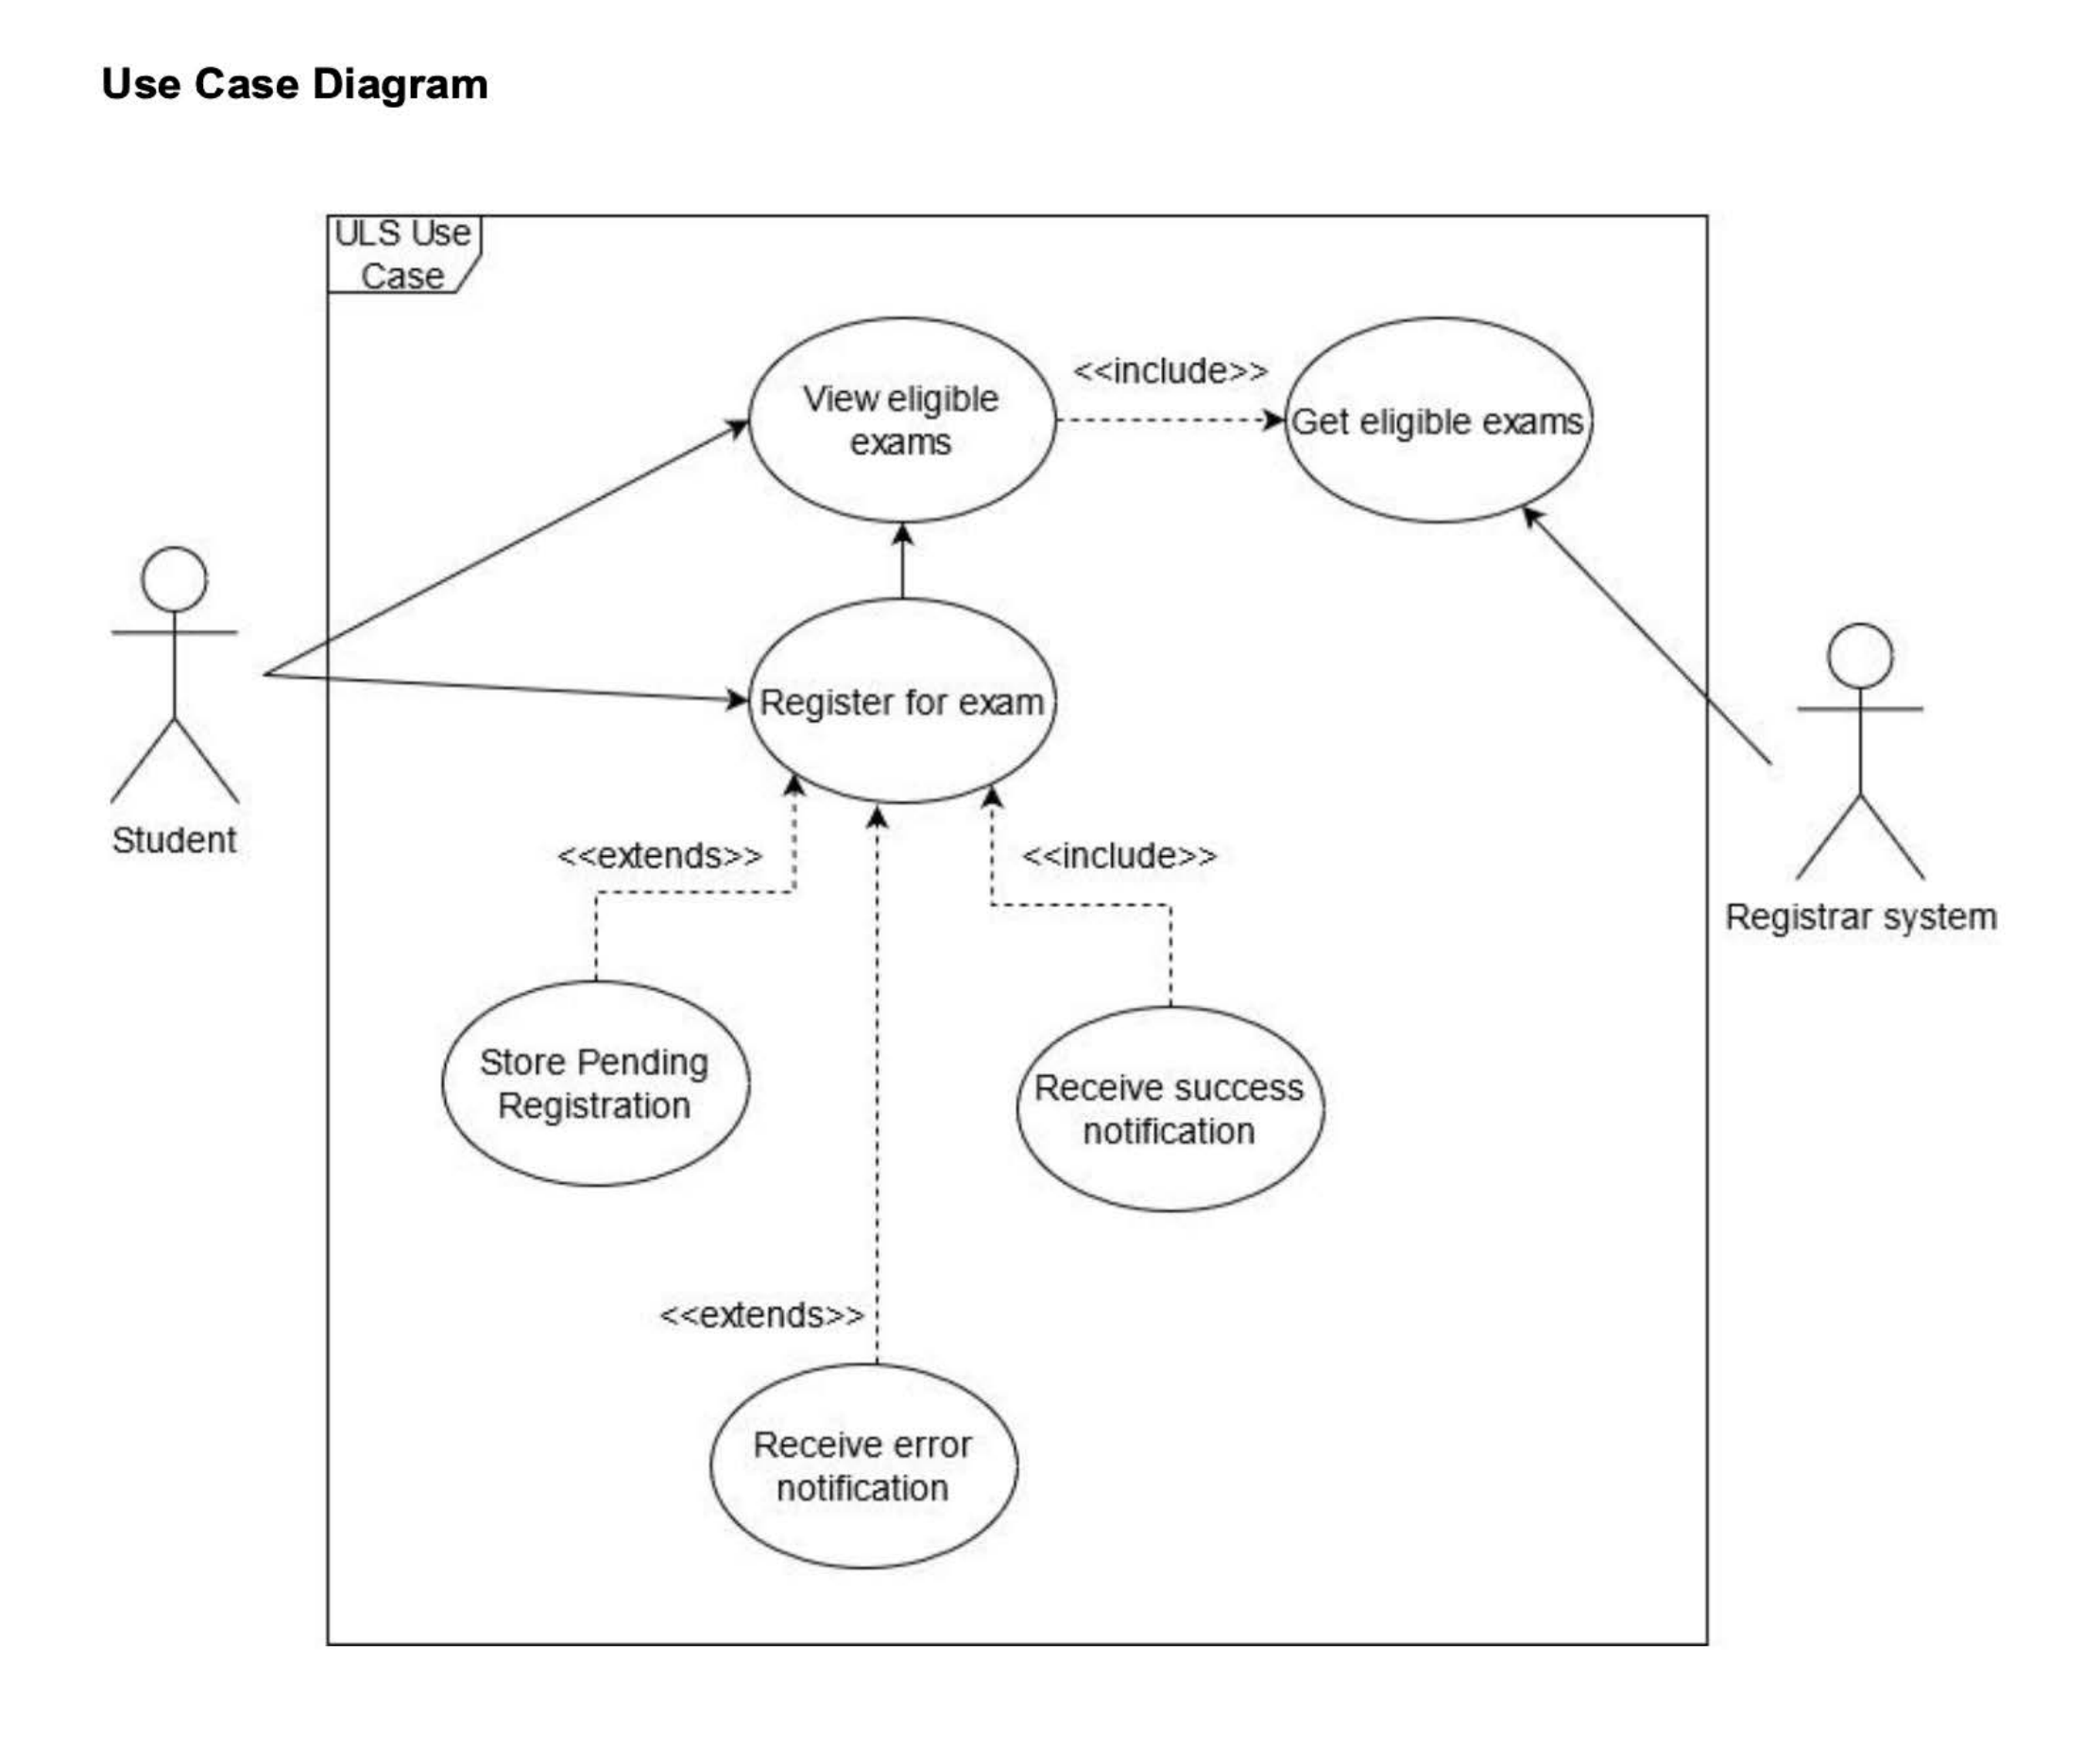 Use Case Diagram
ULS Use
Case
View eligible
exams
<<include>>
Get eligible exams
Register for exam
Student
<<extends>>
<<include>>
Registrar system
Store Pending
Registration
Receive success
notification
<<extends>>
Receive error
notification